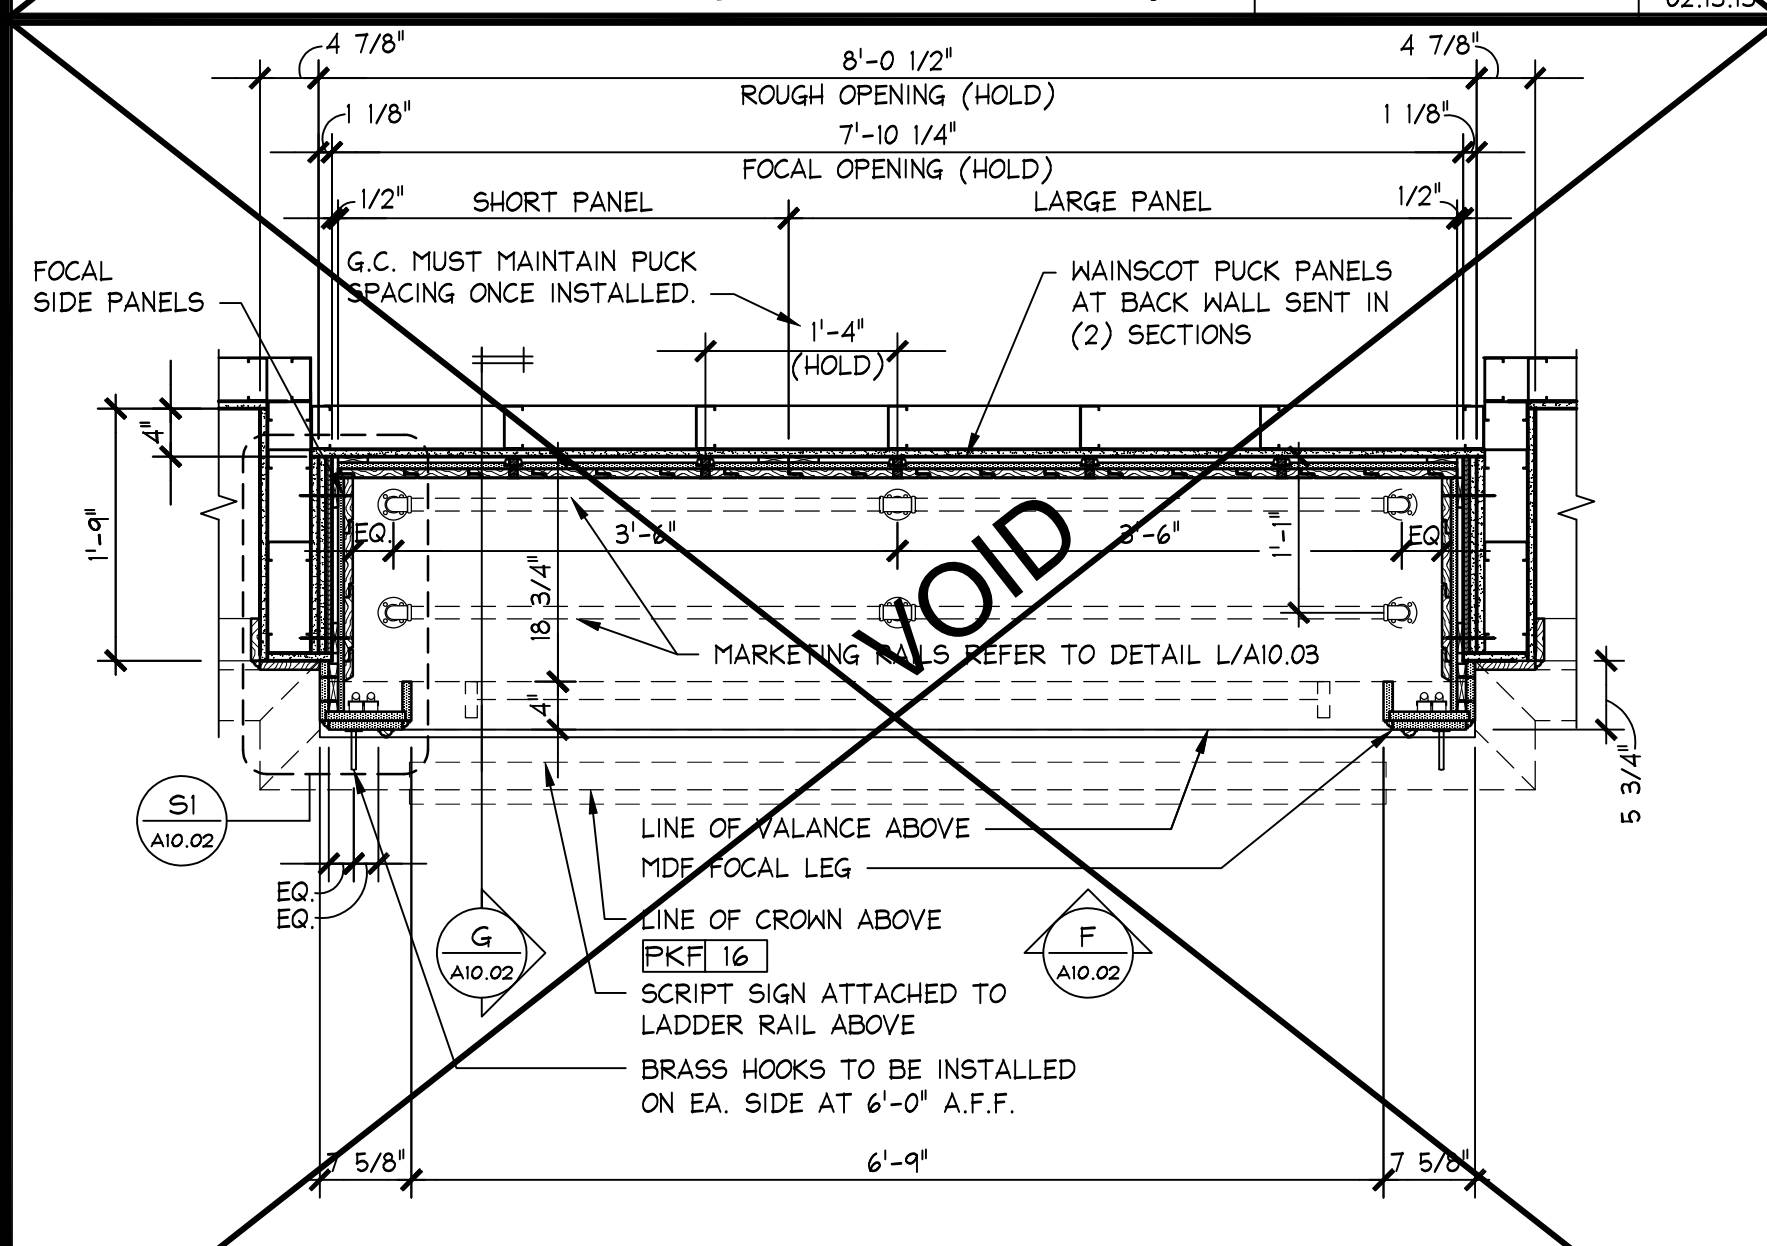 02.13.13
4 7/8"
8'-0 1/2"
4 7/8"
ROUGH OPENING (HOLD)
1 1/8"
7'-10 1/4"
1 1/8"
FOCAL OPENING (HOLD)
1/2"
SHORT PANEL
LARGE PANEL
1/2"
G.C. MUST MAINTAIN PUCK
SPACING ONCE INSTALLED.
FOCAL
SIDE PANELS
WAINSCOT PUCK PANELS
AT BACK WALL SENT IN
(2) SECTIONS
1'-4"
(HOLD)
4"
1'-9"
EQ.
3'-6"
VOID
3'-6"
1'-1"
EQ.
18 3/4"
MARKETING RAILS REFER TO DETAIL L/A10.03
4"
5 3/4"
S1
A10.02
LINE OF VALANCE ABOVE
MDF FOCAL LEG
EQ.
EQ.
LINE OF CROWN ABOVE
PKF 16
G
A10.02
F
A10.02
SCRIPT SIGN ATTACHED TO
LADDER RAIL ABOVE
BRASS HOOKS TO BE INSTALLED
ON EA. SIDE AT 6'-0" A.F.F.
7 5/8"
6'-9"
7 5/8"